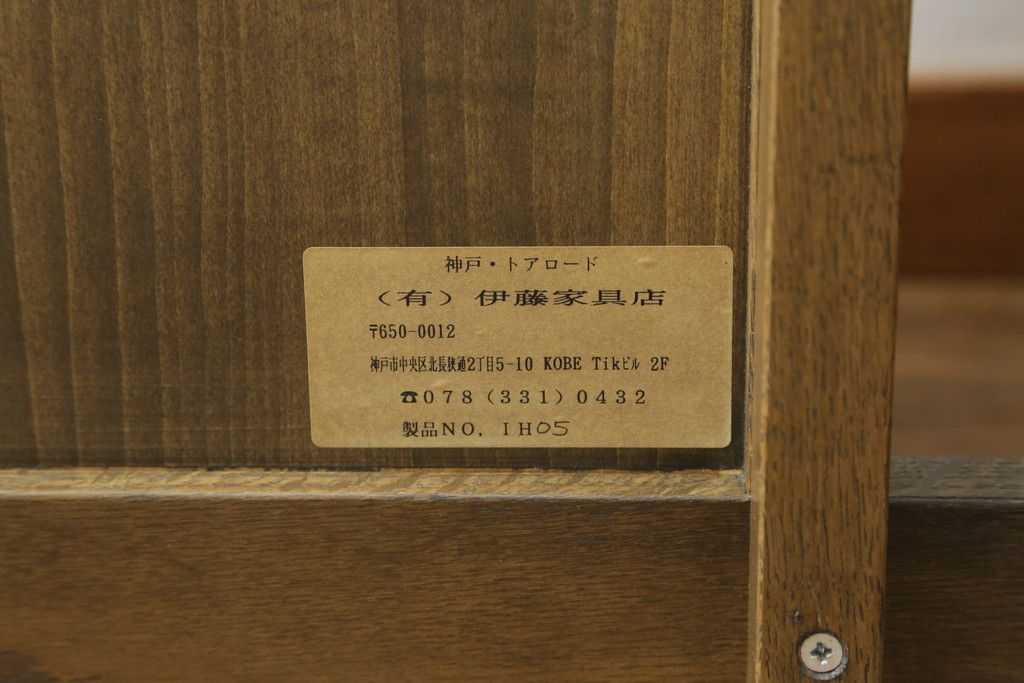 神戸・トアロード
（有）伊藤家具店
〒650-0012
神戸市中央区北長狭通2丁目5-10 KOBE Tikビル 2F
☎078（331）0432
製品NO，IH05